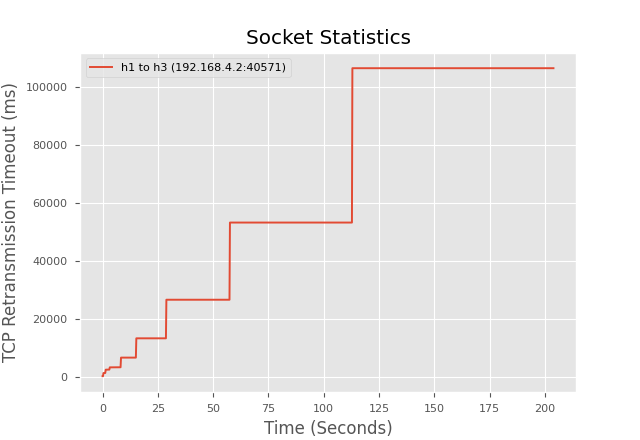 Socket Statistics
h1 to h3 (192.168.4.2:40571)
TCP Retransmission Timeout (ms)
100000
80000
60000
40000
20000
0
0 25 50 75 100 125 150 175 200
Time (Seconds)